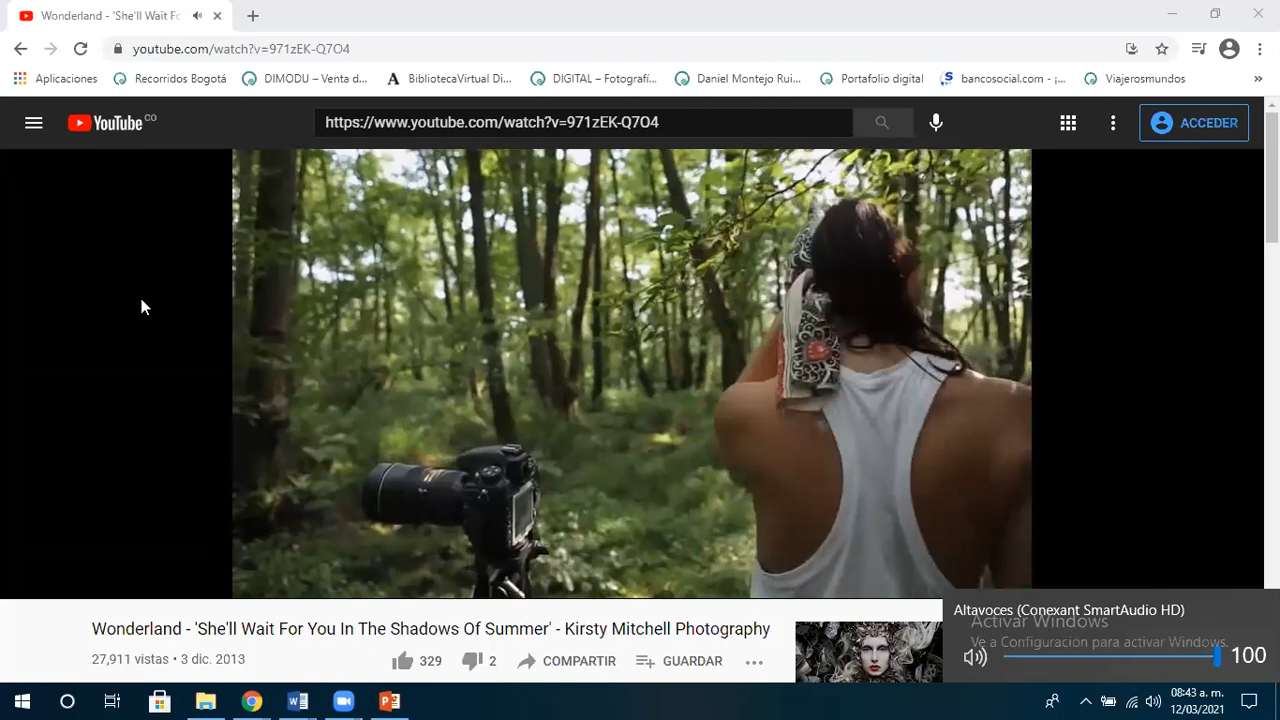 Wonderland - 'She'll Wait Fo
youtube.com/watch?v=971zEK-Q7O4
Aplicaciones
Recorridos Bogotá
DIMODU – Venta d...
BibliotecaVirtual Di...
DIGITAL – Fotografí...
Daniel Montejo Rui...
Portafolio digital
bancosocial.com - ¡...
Viajerosmundos
»
YouTube CO
https://www.youtube.com/watch?v=971zEK-Q7O4
ACCEDER
Wonderland - 'She'll Wait For You In The Shadows Of Summer' - Kirsty Mitchell Photography
27,911 vistas • 3 dic. 2013
329
2
COMPARTIR
GUARDAR
Altavoces (Conexant SmartAudio HD)
Activar Windows
Ve a Configuración para activar Windows.
100
08:43 a. m.
12/03/2021